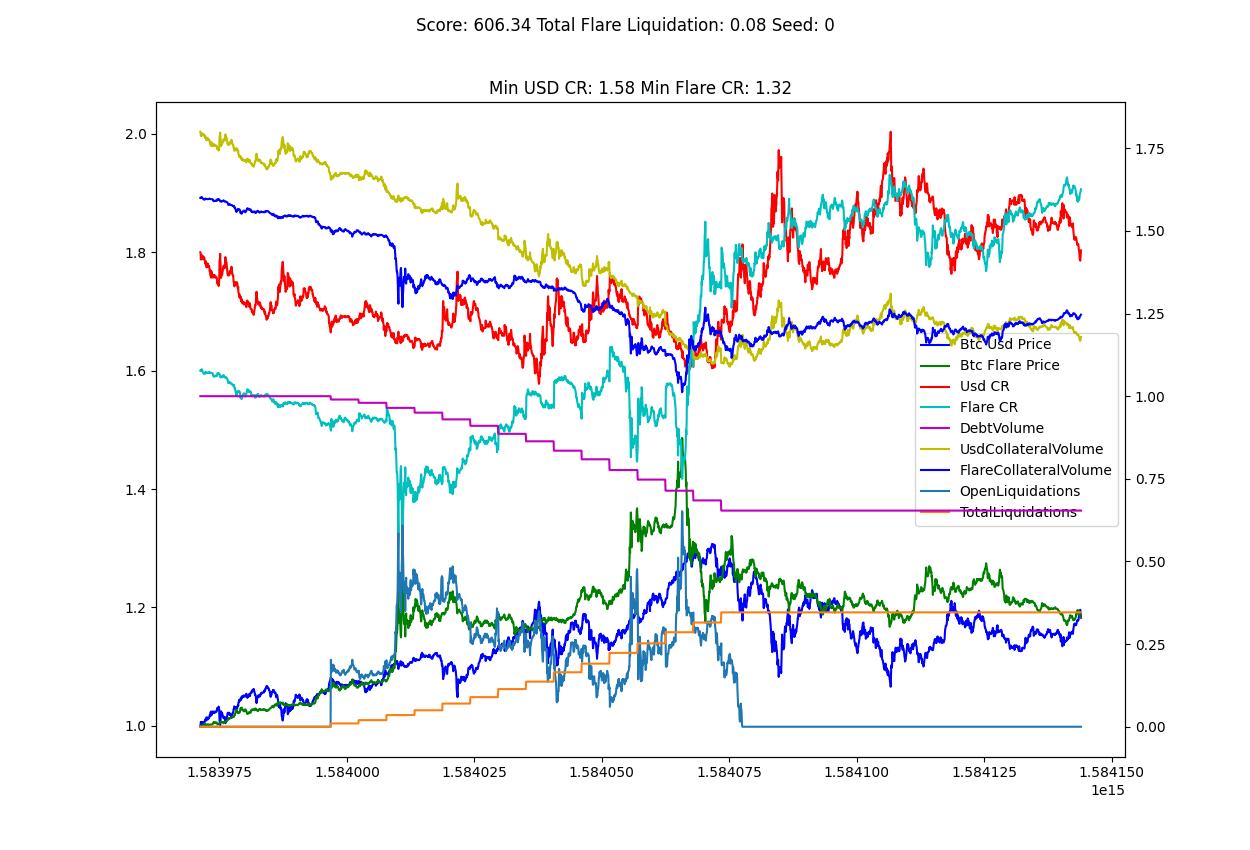 Score: 606.34 Total Flare Liquidation: 0.08 Seed: 0
Min USD CR: 1.58 Min Flare CR: 1.32
2.0
1.8
1.6
1.4
1.2
1.0
1.75
1.50
1.25
1.00
0.75
0.50
0.25
0.00
Btc Usd Price
Btc Flare Price
Usd CR
Flare CR
DebtVolume
UsdCollateralVolume
FlareCollateralVolume
OpenLiquidations
TotalLiquidations
1.583975 1.584000 1.584025 1.584050 1.584075 1.584100 1.584125 1.584150
1e15